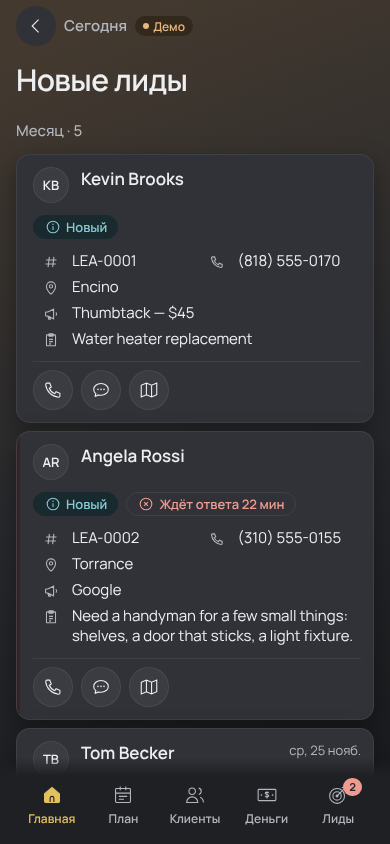 Сегодня
Демо
Новые лиды
Месяц · 5
KB
Kevin Brooks
Новый
LEA-0001
(818) 555-0170
Encino
Thumbtack — $45
Water heater replacement
AR
Angela Rossi
Новый
Ждёт ответа 22 мин
LEA-0002
(310) 555-0155
Torrance
Google
Need a handyman for a few small things:
shelves, a door that sticks, a light fixture.
TB
Tom Becker
ср, 25 нояб.
2
Главная
План
Клиенты
Деньги
Лиды